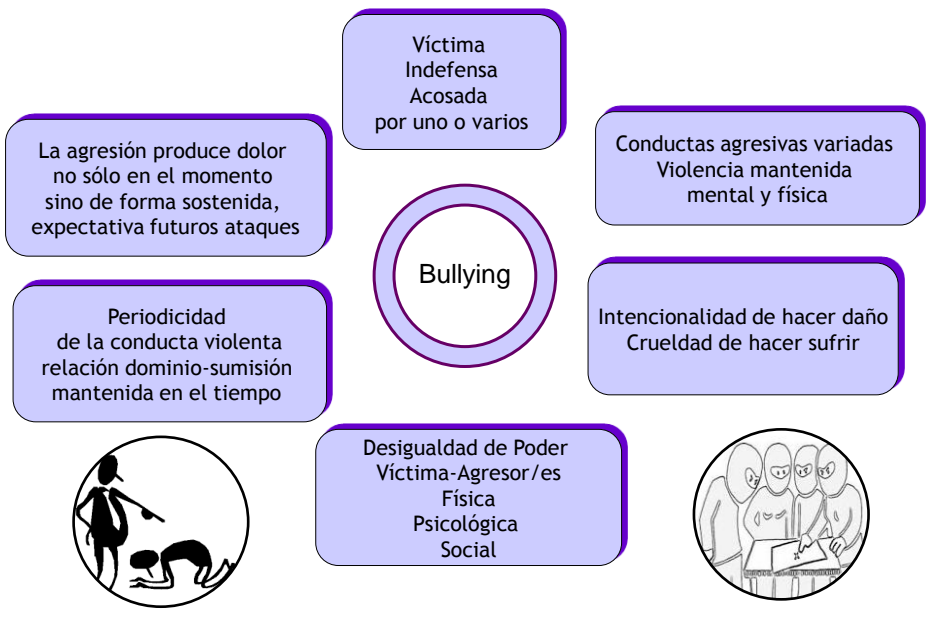 Víctima
Indefensa
Acosada
por uno o varios
La agresión produce dolor
no sólo en el momento
sino de forma sostenida,
expectativa futuros ataques
Conductas agresivas variadas
Violencia mantenida
mental y física
Bullying
Periodicidad
de la conducta violenta
relación dominio-sumisión
mantenida en el tiempo
Intencionalidad de hacer daño
Crueldad de hacer sufrir
Desigualdad de Poder
Víctima-Agresor/es
Física
Psicológica
Social